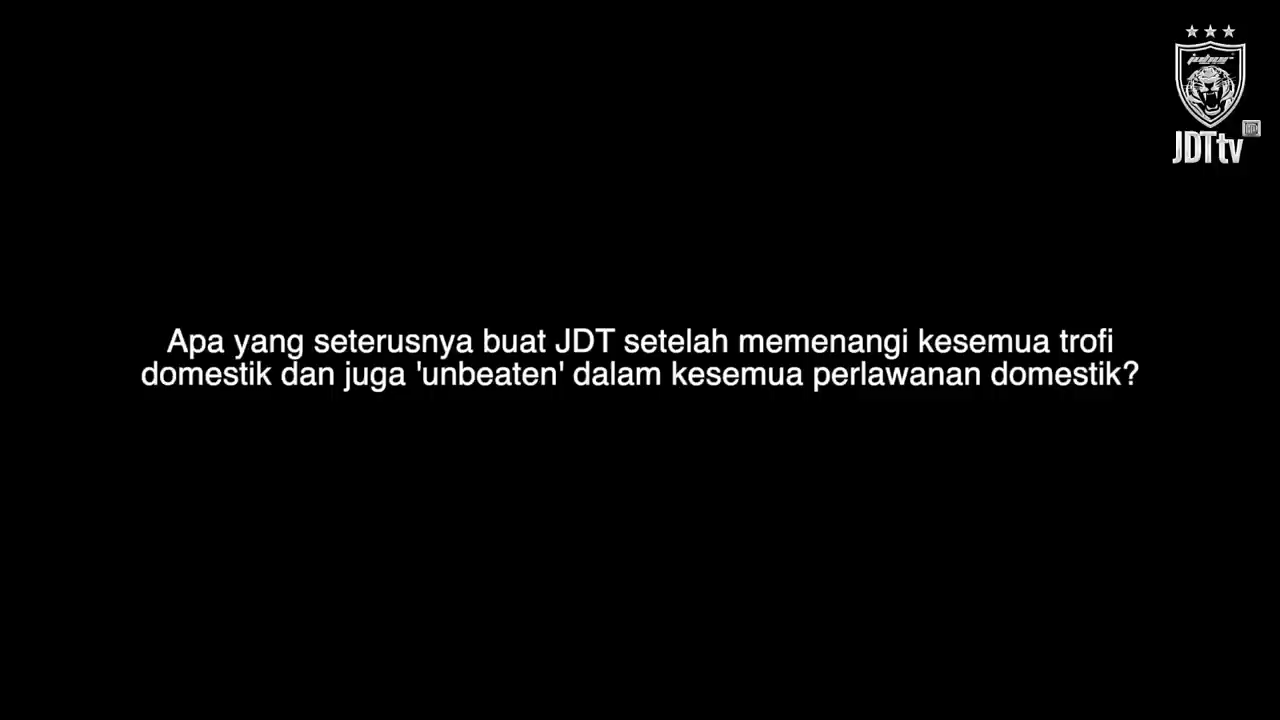 JDTtv
Apa yang seterusnya buat JDT setelah memenangi kesemua trofi
domestik dan juga 'unbeaten' dalam kesemua perlawanan domestik?